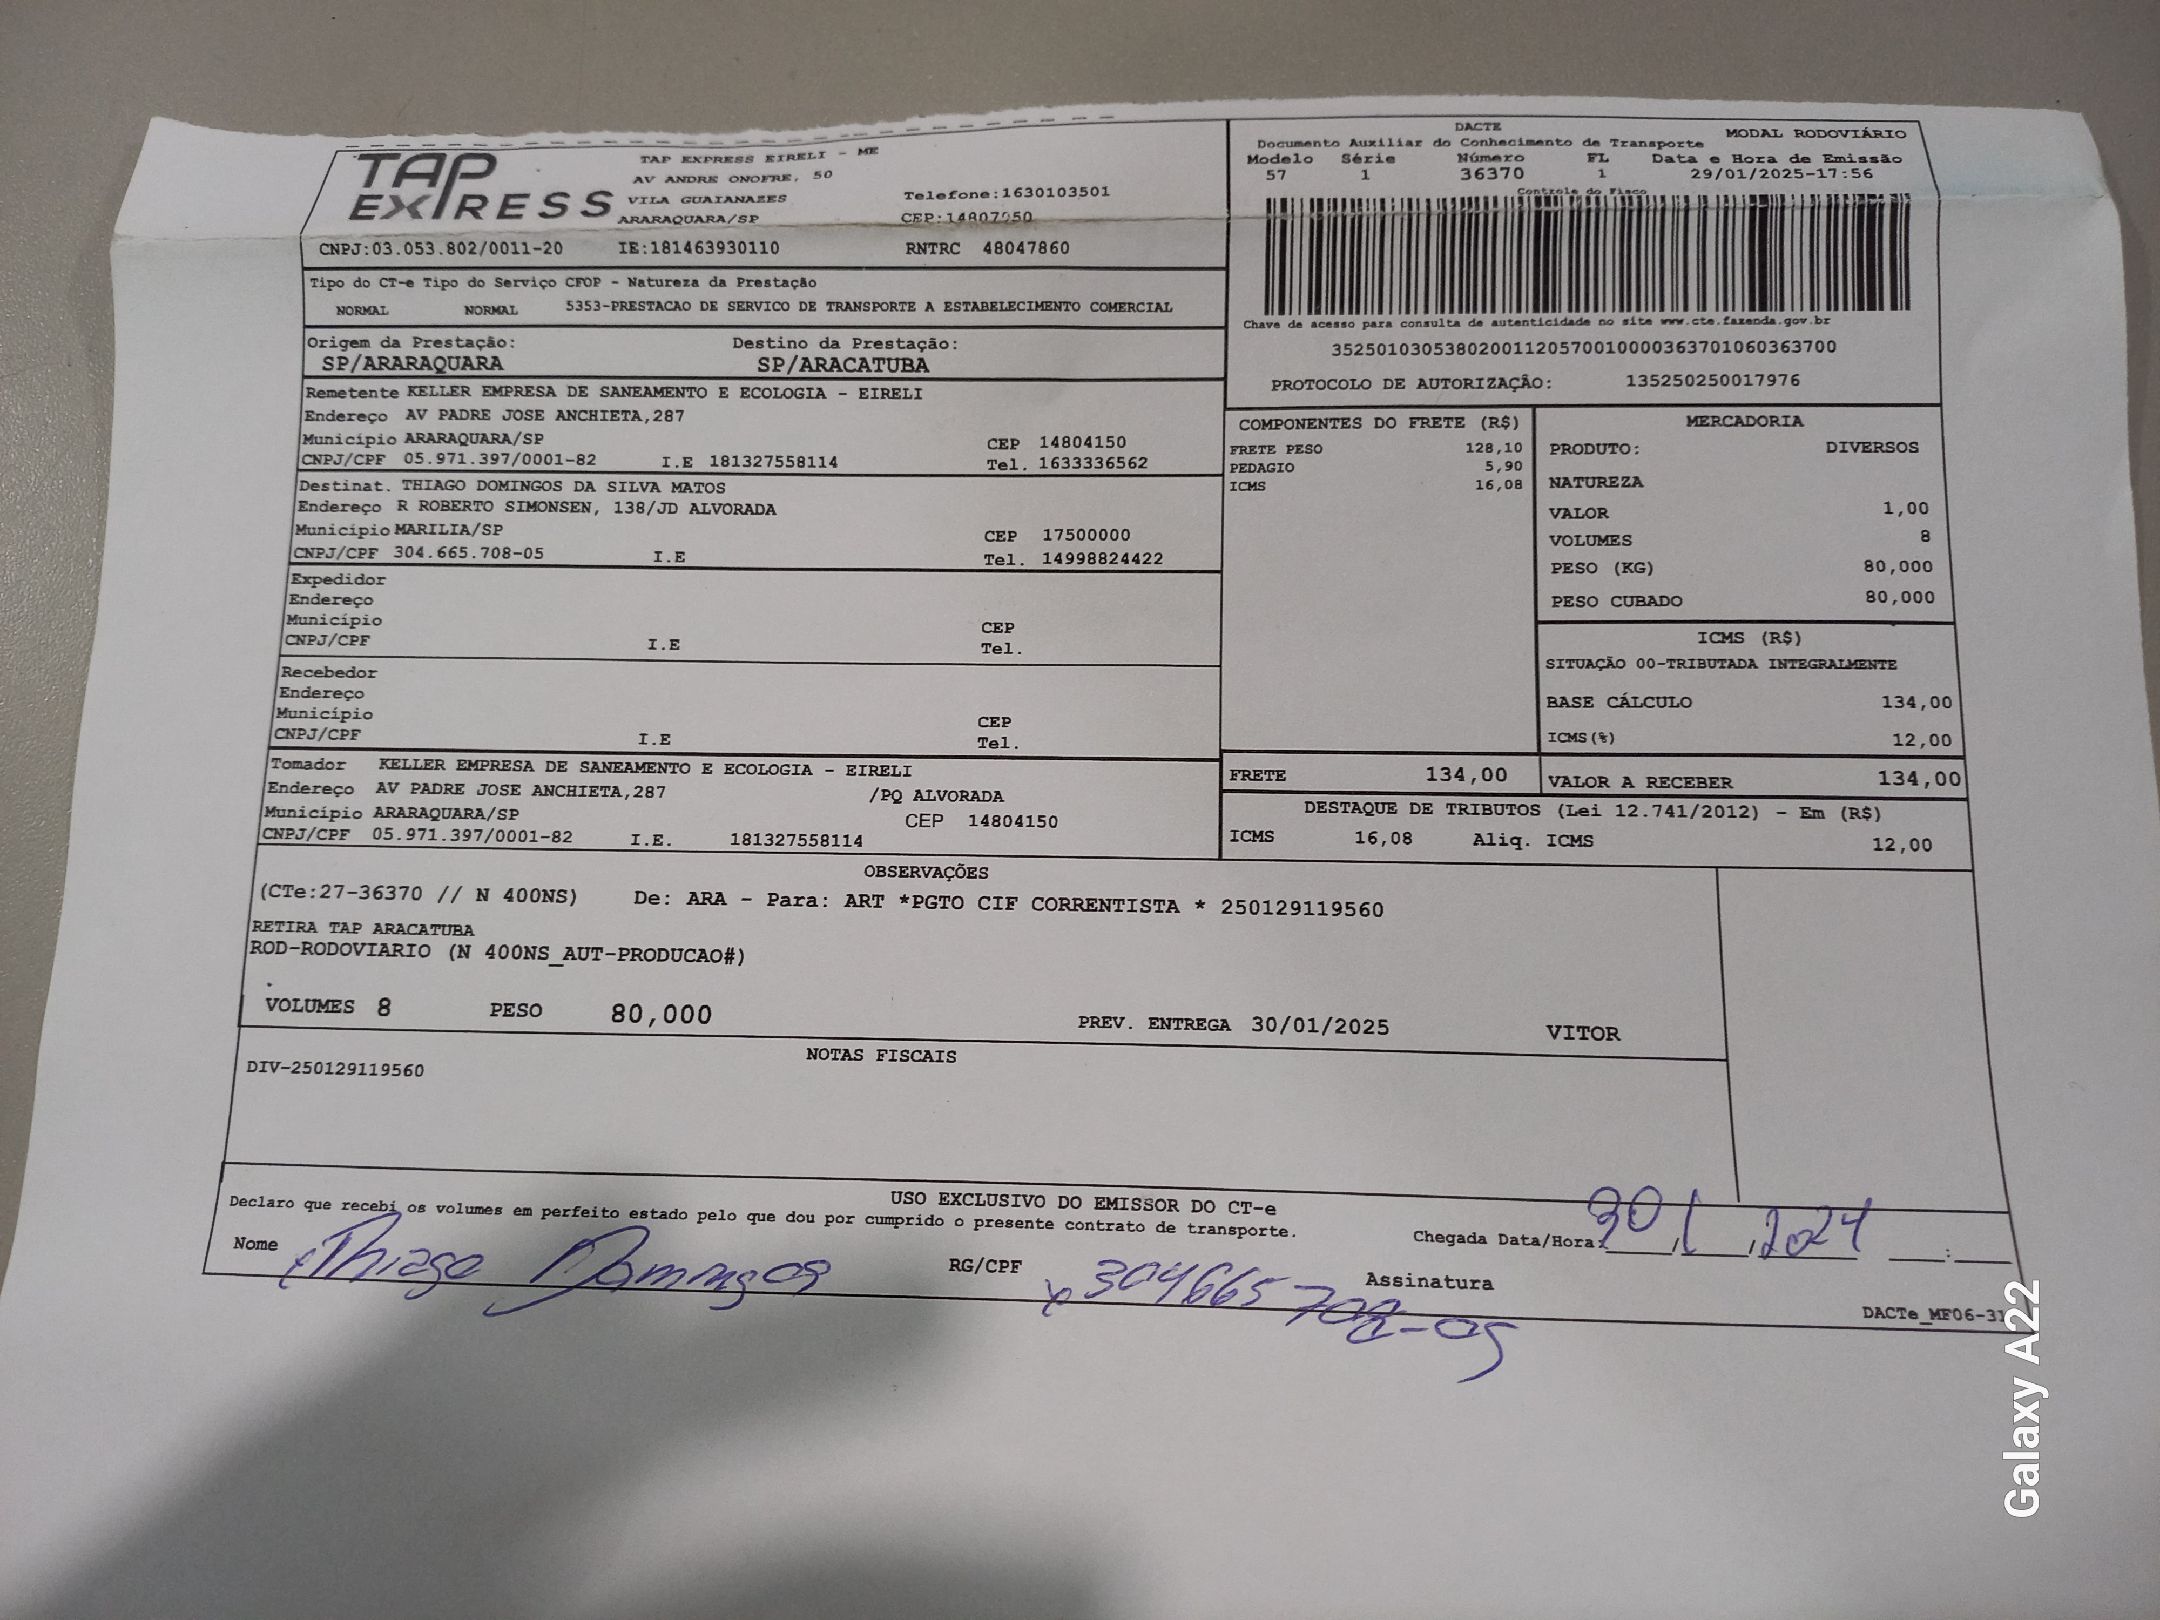 TAP EXPRESS
TAP EXPRESS EIRELI - ME
AV ANDRE ONOFRE, 50
VILA GUAIANAZES Telefone:1630103501
ARARAQUARA/SP CEP:14807050
CNPJ:03.053.802/0011-20 IE:181463930110 RNTRC 48047860
DACTE MODAL RODOVIÁRIO
Documento Auxiliar do Conhecimento de Transporte
Modelo Série Número FL Data e Hora de Emissão
57 1 36370 1 29/01/2025-17:56
Controle do Fisco
Chave de acesso para consulta de autenticidade no site www.cte.fazenda.gov.br
35250103053802001120570010000363701060363700
PROTOCOLO DE AUTORIZAÇÃO: 135250250017976
Tipo do CT-e Tipo do Serviço CFOP - Natureza da Prestação
NORMAL NORMAL 5353-PRESTACAO DE SERVICO DE TRANSPORTE A ESTABELECIMENTO COMERCIAL
Origem da Prestação: Destino da Prestação:
SP/ARARAQUARA SP/ARACATUBA
Remetente KELLER EMPRESA DE SANEAMENTO E ECOLOGIA - EIRELI
Endereço AV PADRE JOSE ANCHIETA,287
Município ARARAQUARA/SP CEP 14804150
CNPJ/CPF 05.971.397/0001-82 I.E 181327558114 Tel. 1633336562
Destinat. THIAGO DOMINGOS DA SILVA MATOS
Endereço R ROBERTO SIMONSEN, 138/JD ALVORADA
Município MARILIA/SP CEP 17500000
CNPJ/CPF 304.665.708-05 I.E Tel. 14998824422
Expedidor
Endereço
Município CEP
CNPJ/CPF I.E Tel.
Recebedor
Endereço
Município CEP
CNPJ/CPF I.E Tel.
Tomador KELLER EMPRESA DE SANEAMENTO E ECOLOGIA - EIRELI
Endereço AV PADRE JOSE ANCHIETA,287 /PQ ALVORADA
Município ARARAQUARA/SP CEP 14804150
CNPJ/CPF 05.971.397/0001-82 I.E. 181327558114
COMPONENTES DO FRETE (R$)
FRETE PESO 128,10
PEDAGIO 5,90
ICMS 16,08
MERCADORIA
PRODUTO: DIVERSOS
NATUREZA
VALOR 1,00
VOLUMES 8
PESO (KG) 80,000
PESO CUBADO 80,000
ICMS (R$)
SITUAÇÃO 00-TRIBUTADA INTEGRALMENTE
BASE CÁLCULO 134,00
ICMS(%) 12,00
FRETE 134,00 VALOR A RECEBER 134,00
DESTAQUE DE TRIBUTOS (Lei 12.741/2012) - Em (R$)
ICMS 16,08 Aliq. ICMS 12,00
OBSERVAÇÕES
(CTe:27-36370 // N 400NS) De: ARA - Para: ART *PGTO CIF CORRENTISTA * 250129119560
RETIRA TAP ARACATUBA
ROD-RODOVIARIO (N 400NS_AUT-PRODUCAO#)
VOLUMES 8 PESO 80,000 PREV. ENTREGA 30/01/2025 VITOR
NOTAS FISCAIS
DIV-250129119560
USO EXCLUSIVO DO EMISSOR DO CT-e
Declaro que recebi os volumes em perfeito estado pelo que dou por cumprido o presente contrato de transporte.
Chegada Data/Hora: 30/1/2024 :
Nome x Thiago Domingos RG/CPF x 304665708-05 Assinatura
DACTe_MF06-31
Galaxy A22